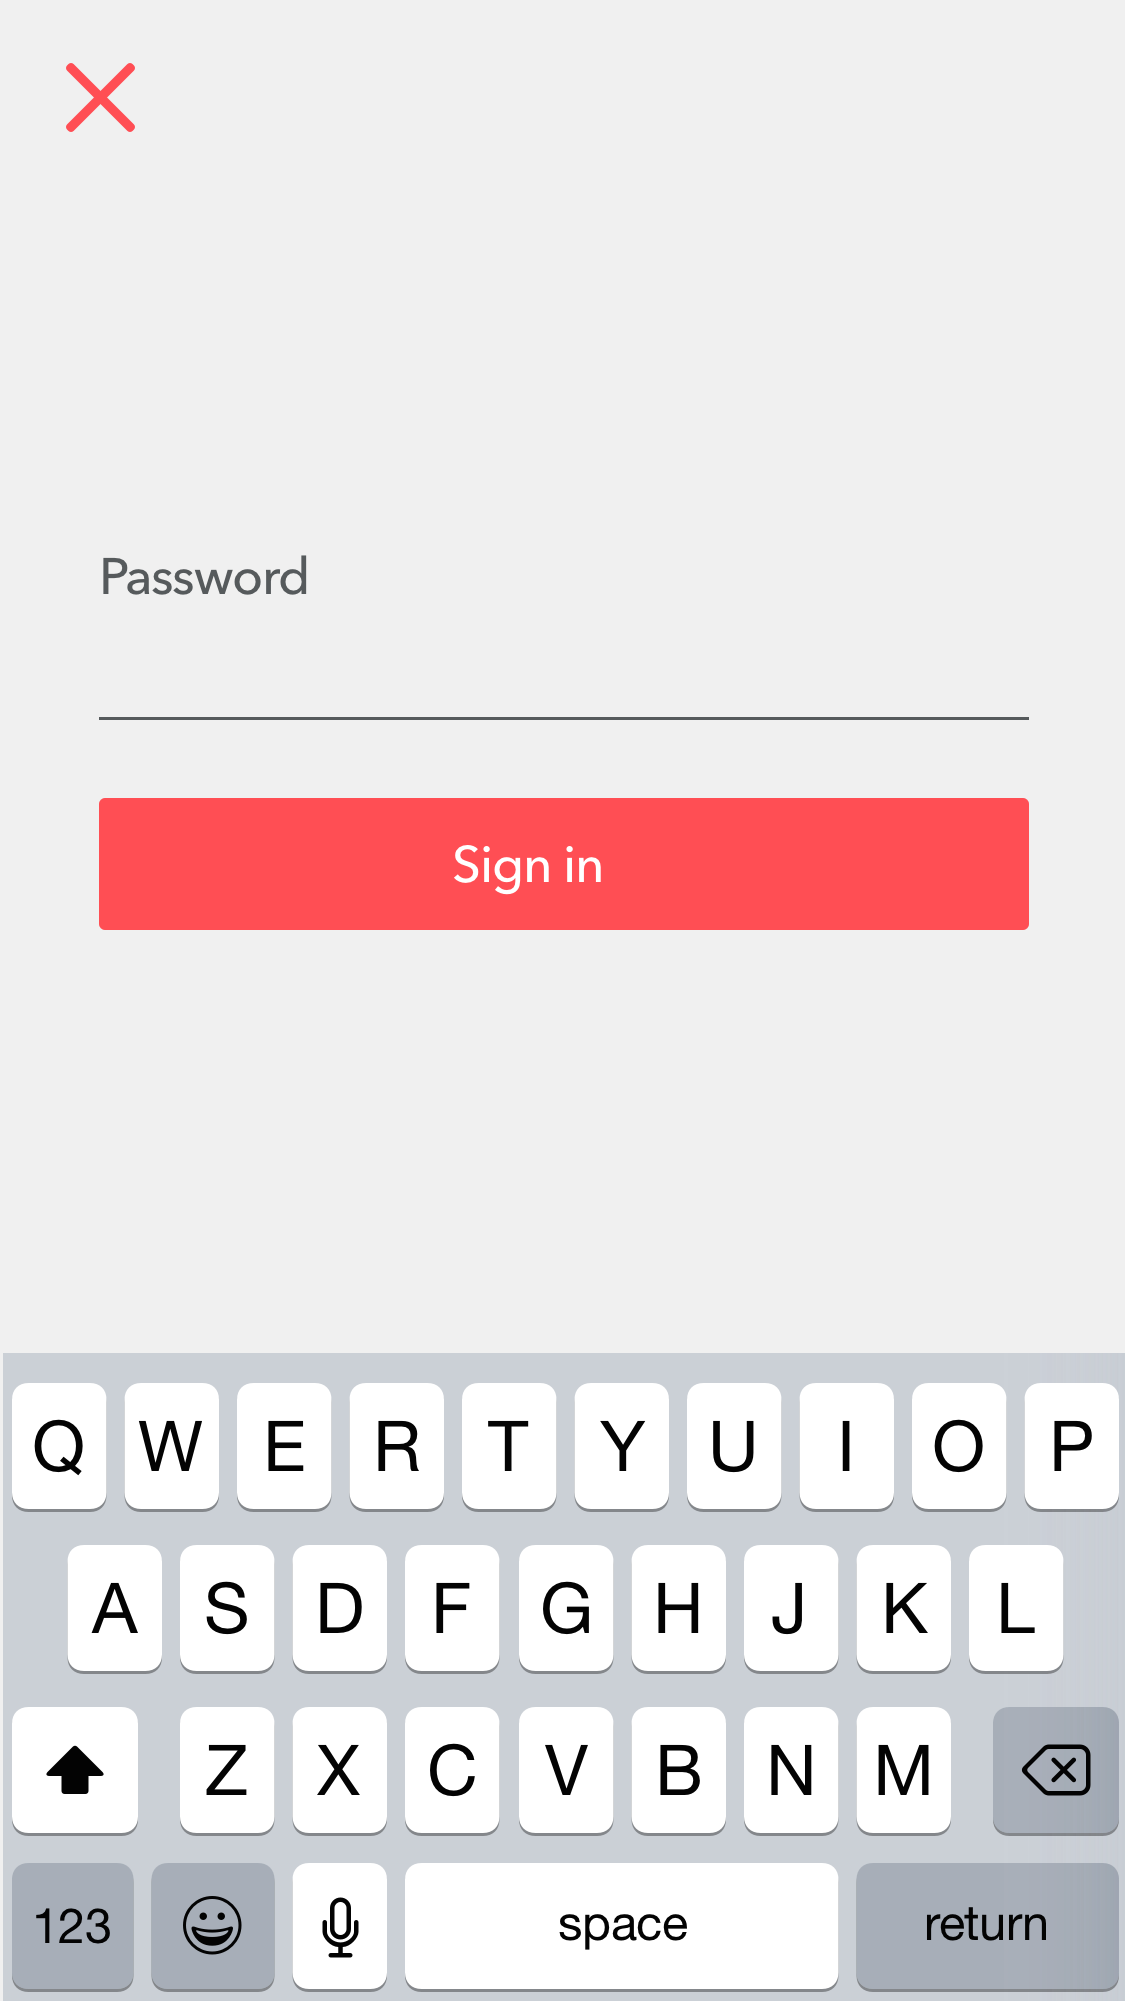 Password
Sign in
Q W E R T Y U I O P
A S D F G H J K L
Z X C V B N M
123 space return